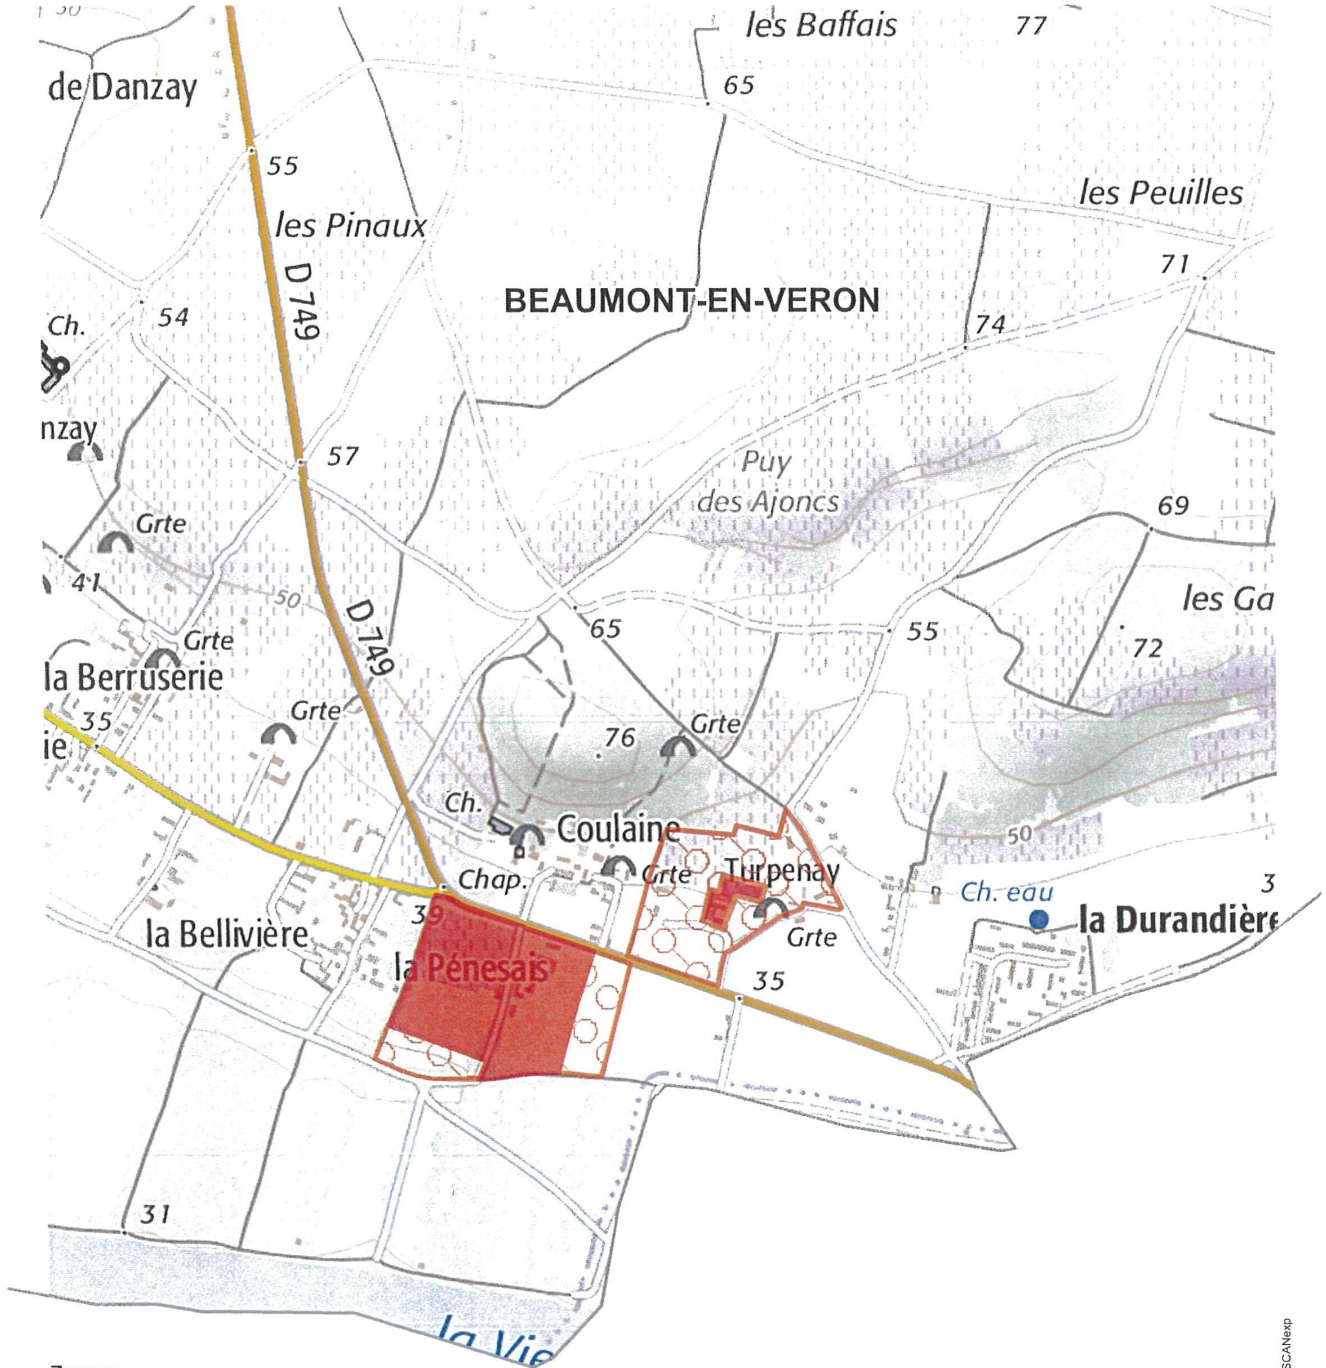 les Baffais
77
de Danzay
65
55
les Peuilles
les Pinaux
71
D 749
BEAUMONT-EN-VERON
54
Ch.
74
nzay
57
Puy
des Ajoncs
69
Grte
41
50
les Ga
D 749
65
55
72
Grte
la Berruserie
Grte
35
ie
76
Grte
Ch.
Coulaine
50
Turpenay
Grte
Chap.
Ch. eau
3
39
Grte
la Durandière
la Bellivière
la Pénesais
35
31
la Vie
SCANexp